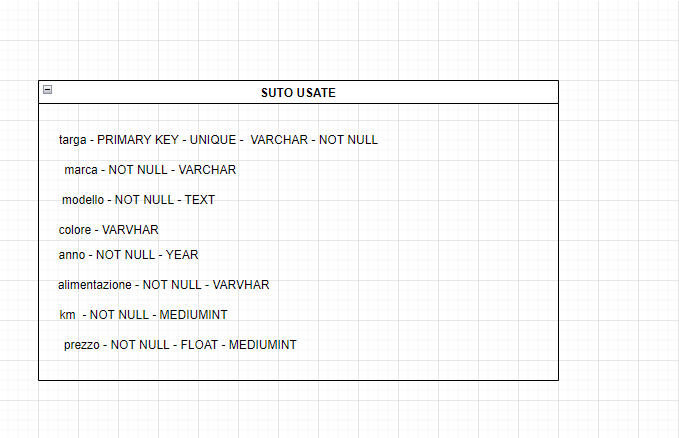 SUTO USATE
targa - PRIMARY KEY - UNIQUE - VARCHAR - NOT NULL
marca - NOT NULL - VARCHAR
modello - NOT NULL - TEXT
colore - VARVHAR
anno - NOT NULL - YEAR
alimentazione - NOT NULL - VARVHAR
km - NOT NULL - MEDIUMINT
prezzo - NOT NULL - FLOAT - MEDIUMINT